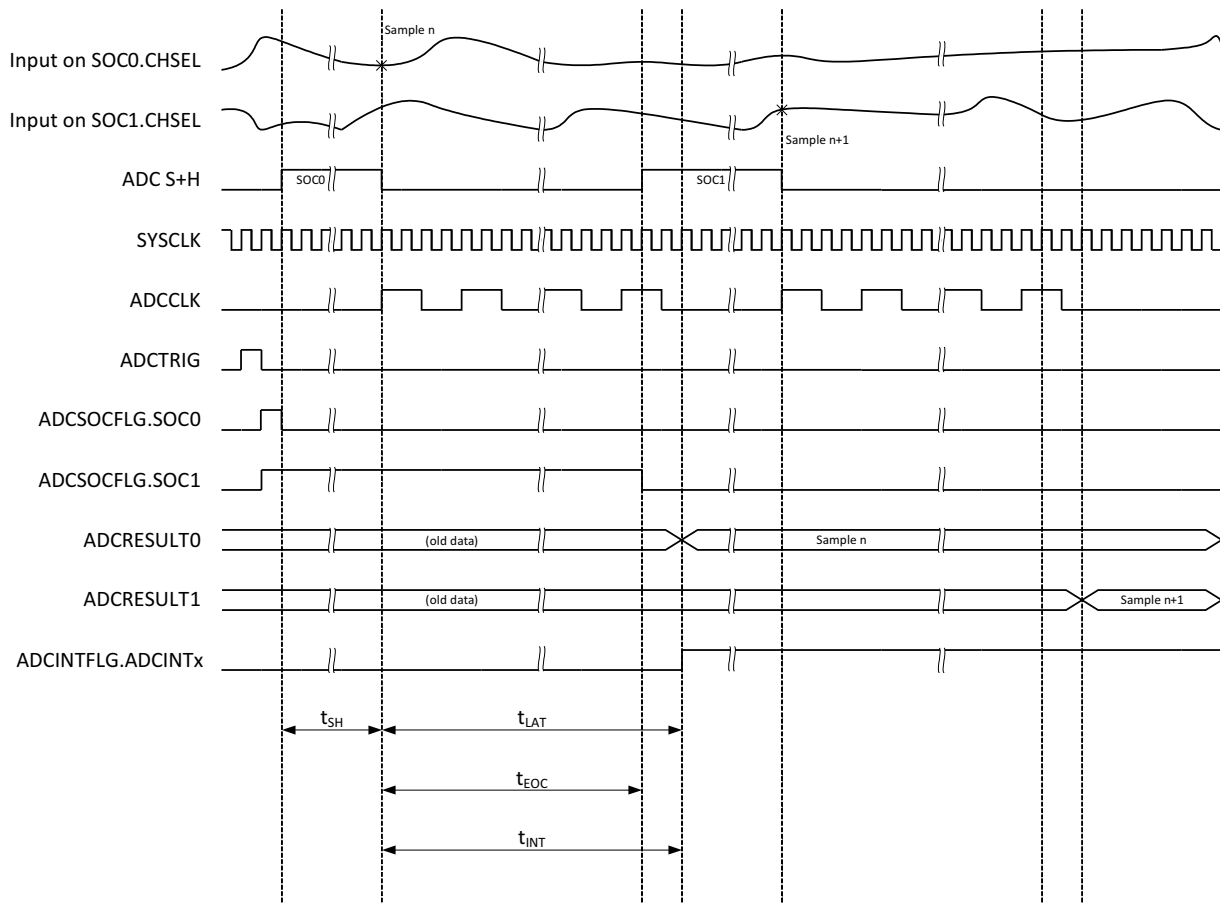 Sample n
Input on SOC0.CHSEL
Input on SOC1.CHSEL
Sample n+1
ADC S+H
SOC0
SOC1
SYSCLK
ADCCLK
ADCTRIG
ADCSOCFLG.SOC0
ADCSOCFLG.SOC1
ADCRESULT0
(old data)
Sample n
ADCRESULT1
(old data)
Sample n+1
ADCINTFLG.ADCINTx
tSH
tLAT
tEOC
tINT